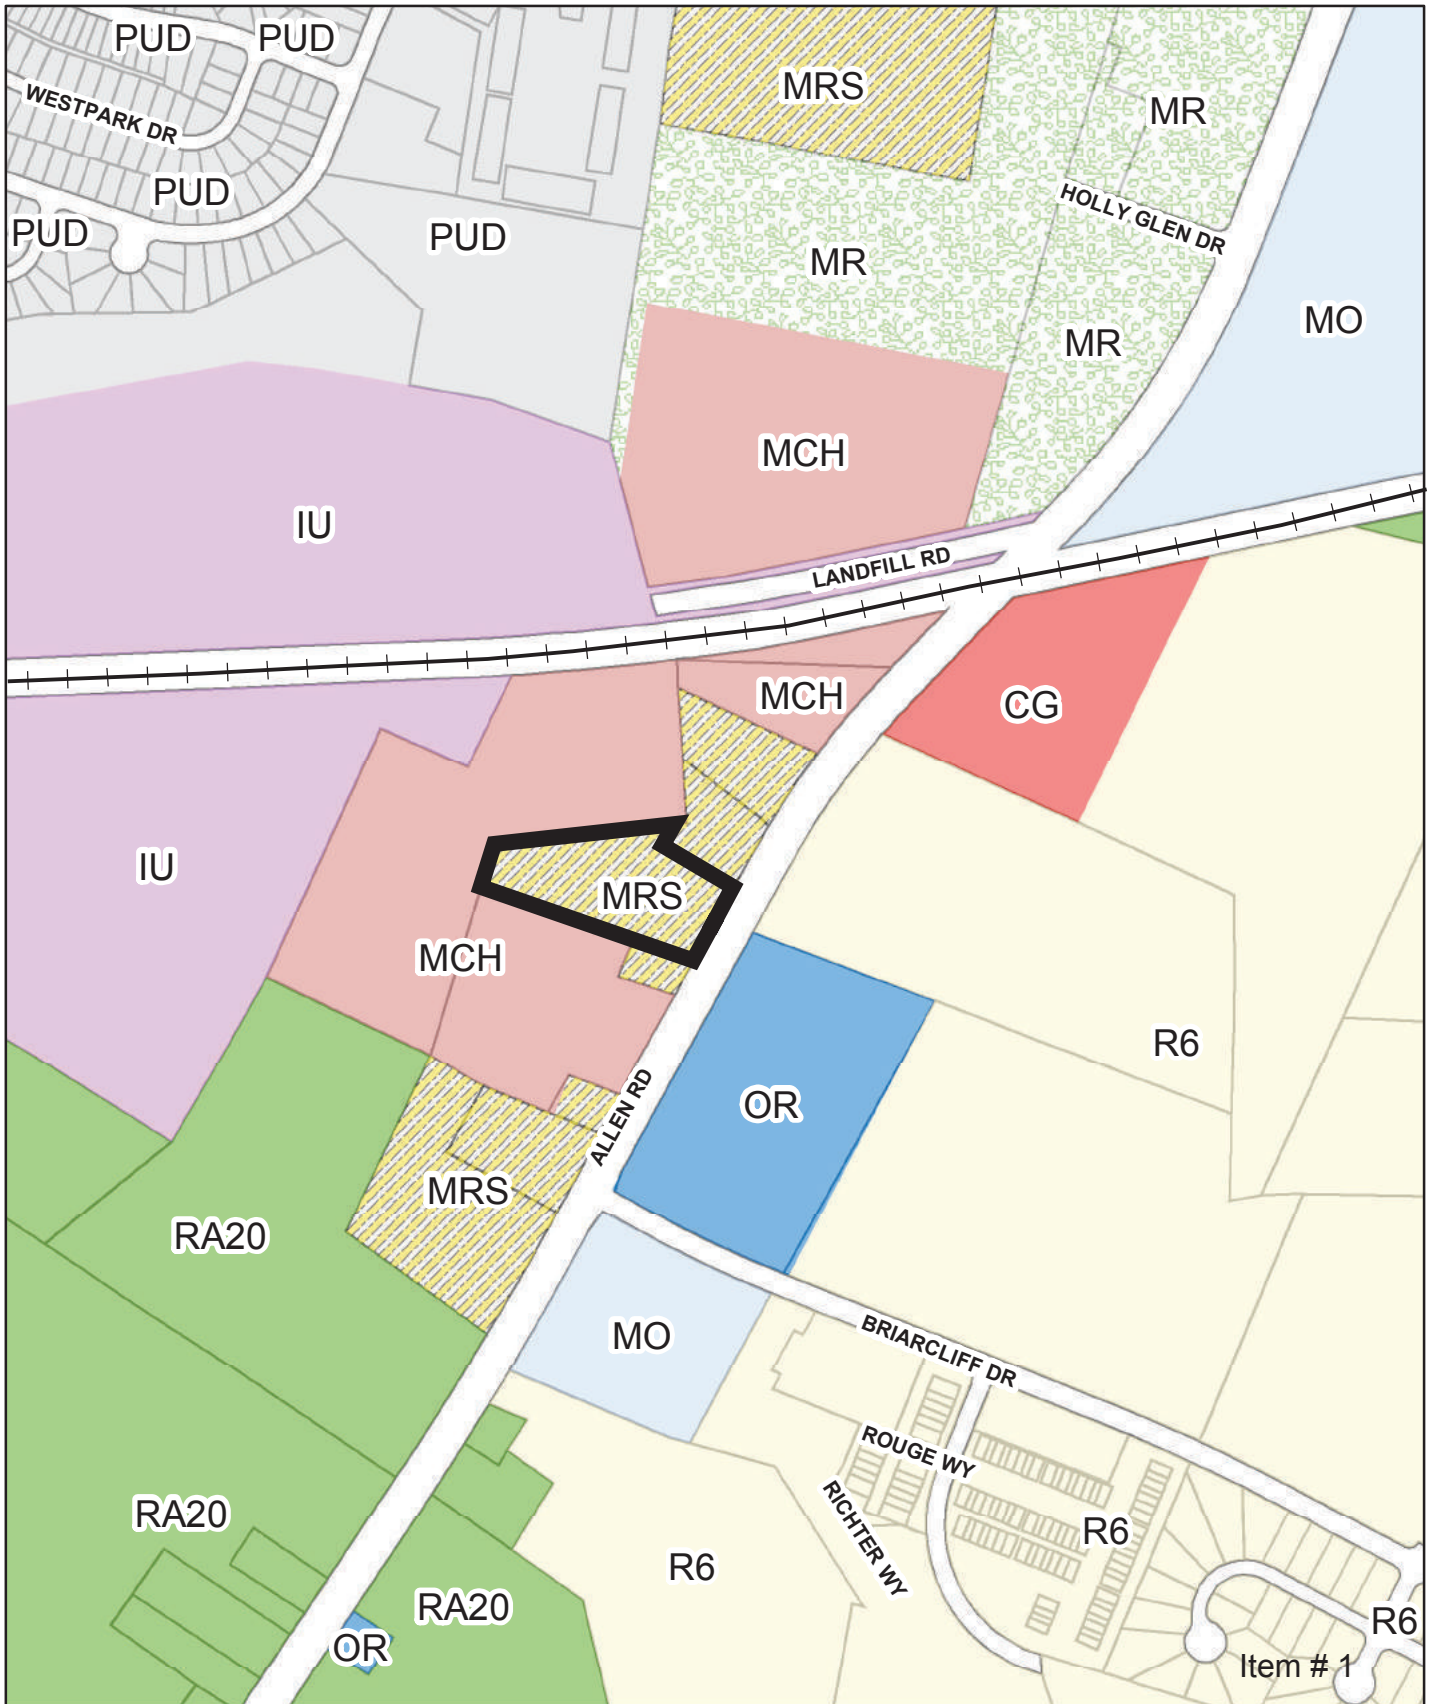 PUD
PUD
MRS
WESTPARK DR
MR
PUD
PUD
PUD
HOLLY GLEN DR
MR
MO
MR
MCH
IU
LANDFILL RD
MCH
CG
IU
MRS
MCH
R6
OR
ALLEN RD
MRS
RA20
MO
BRIARCLIFF DR
ROUGE WY
RICHTER WY
RA20
R6
R6
RA20
OR
R6
Item # 1